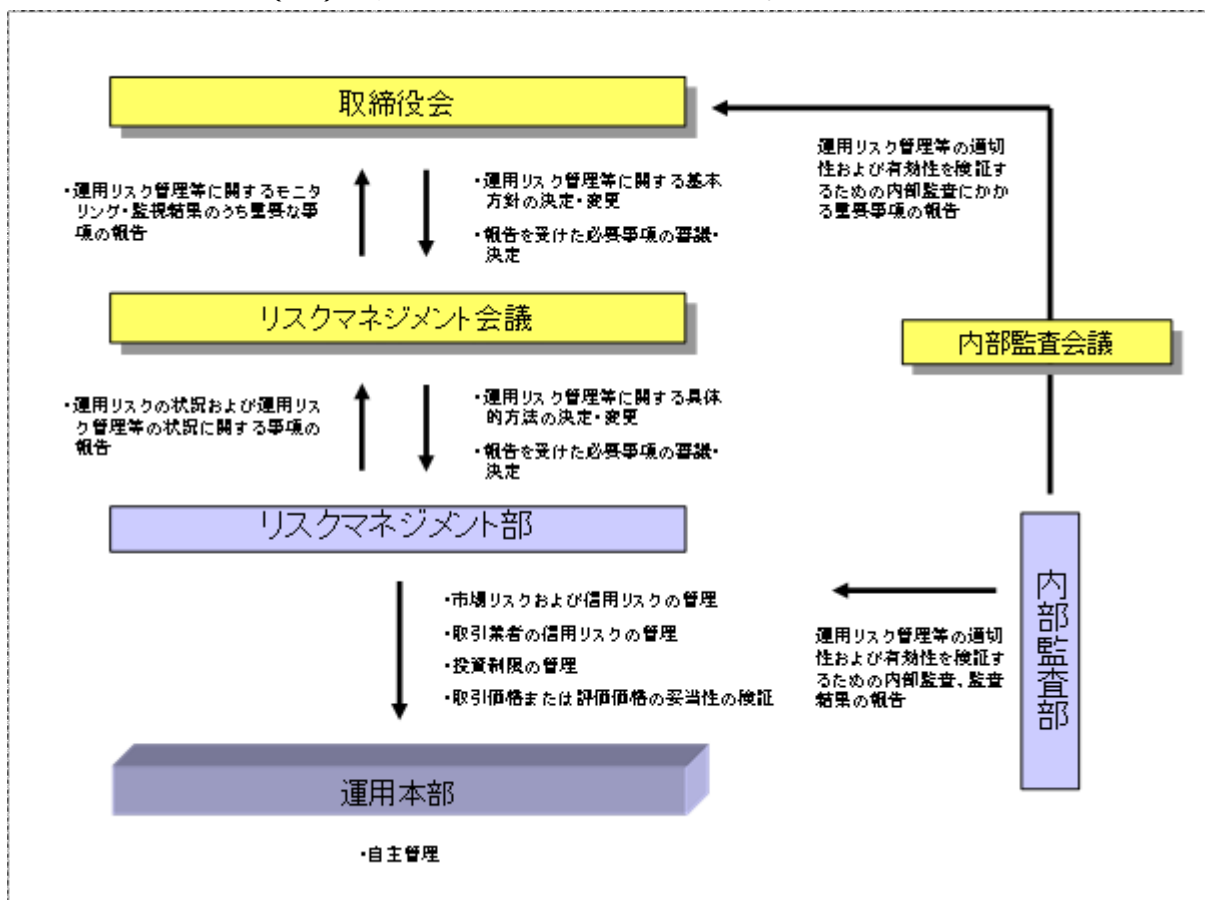 取締役会
・運用リスク管理等に関するモニタ
リング・監視結果のうち重要な事
項の報告
・運用リスク管理等に関する基本
方針の決定・変更
・報告を受けた必要事項の審議・
決定
運用リスク管理等の適切
性および有効性を検証す
るための内部監査にかか
る重要事項の報告
リスクマネジメント会議
内部監査会議
・運用リスクの状況および運用リス
ク管理等の状況に関する事項の
報告
・運用リスク管理等に関する具体
的方法の決定・変更
・報告を受けた必要事項の審議・
決定
リスクマネジメント部
内部監査部
・市場リスクおよび信用リスクの管理
・取引業者の信用リスクの管理
・投資制限の管理
・取引価格または評価価格の妥当性の検証
運用リスク管理等の適切
性および有効性を検証す
るための内部監査、監査
結果の報告
運用本部
・自主管理